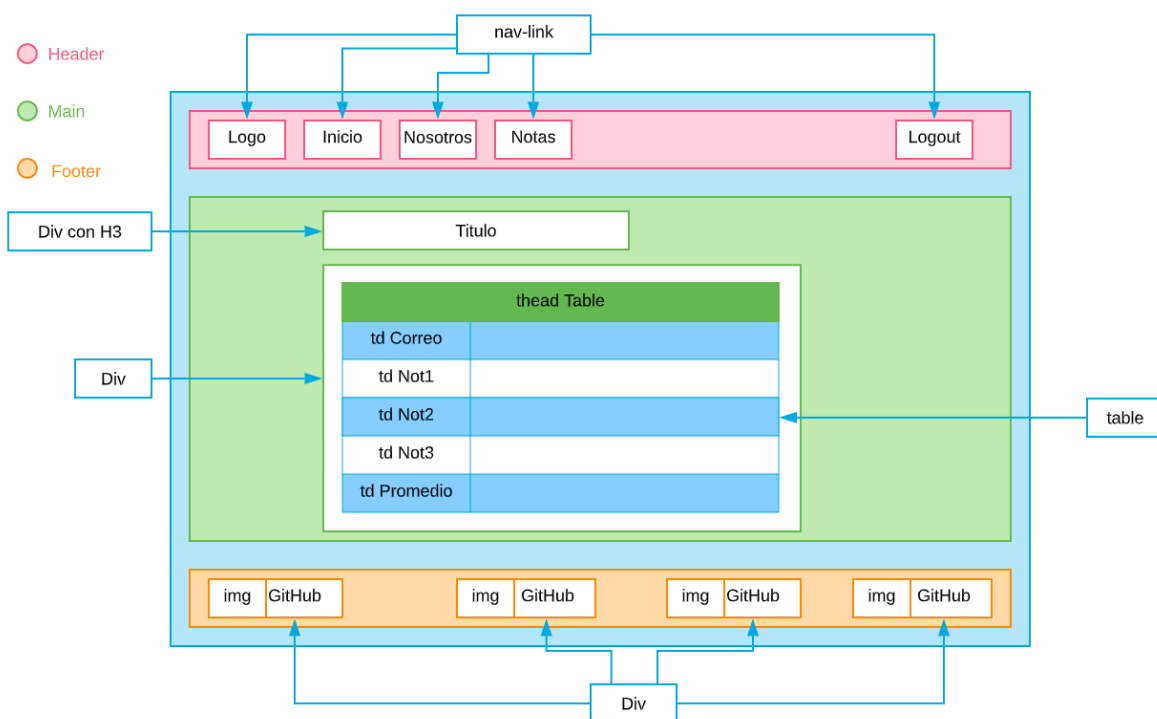 nav-link
Header
Main
Footer
Logo
Inicio
Nosotros
Notas
Logout
Div con H3
Titulo
thead Table
td Correo
td Not1
td Not2
td Not3
td Promedio
Div
table
img
GitHub
img
GitHub
img
GitHub
img
GitHub
Div